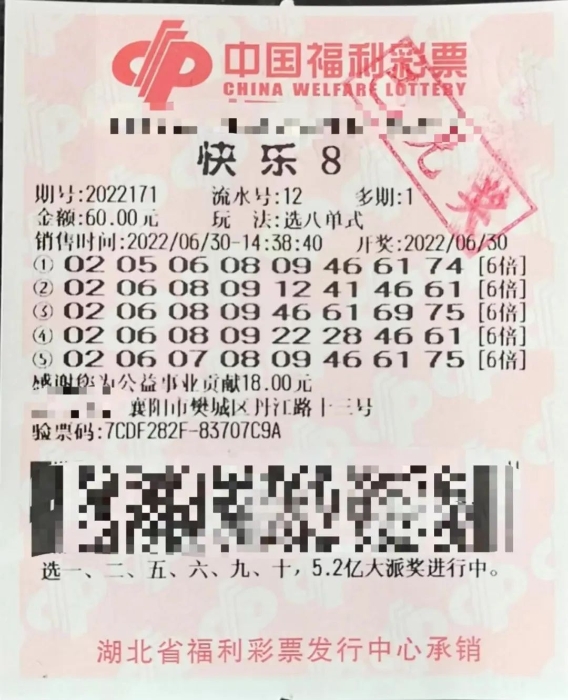 中国福利彩票
CHINA WELFARE LOTTERY
快乐8
期号:2022171 流水号:12 多期:1
金额:60.00元 玩 法:选八单式
销售时间:2022/06/30-14:38:40 开奖:2022/06/30
① 02 05 06 08 09 46 61 74 [6倍]
② 02 06 08 09 12 41 46 61 [6倍]
③ 02 06 08 09 46 61 69 75 [6倍]
④ 02 06 08 09 22 28 46 61 [6倍]
⑤ 02 06 07 08 09 46 61 75 [6倍]
感谢您为公益事业贡献18.00元
襄阳市樊城区丹江路十三号
验票码:7CDF282F-83707C9A
选一、二、五、六、九、十，5.2亿大派奖进行中。
湖北省福利彩票发行中心承销
兑奖